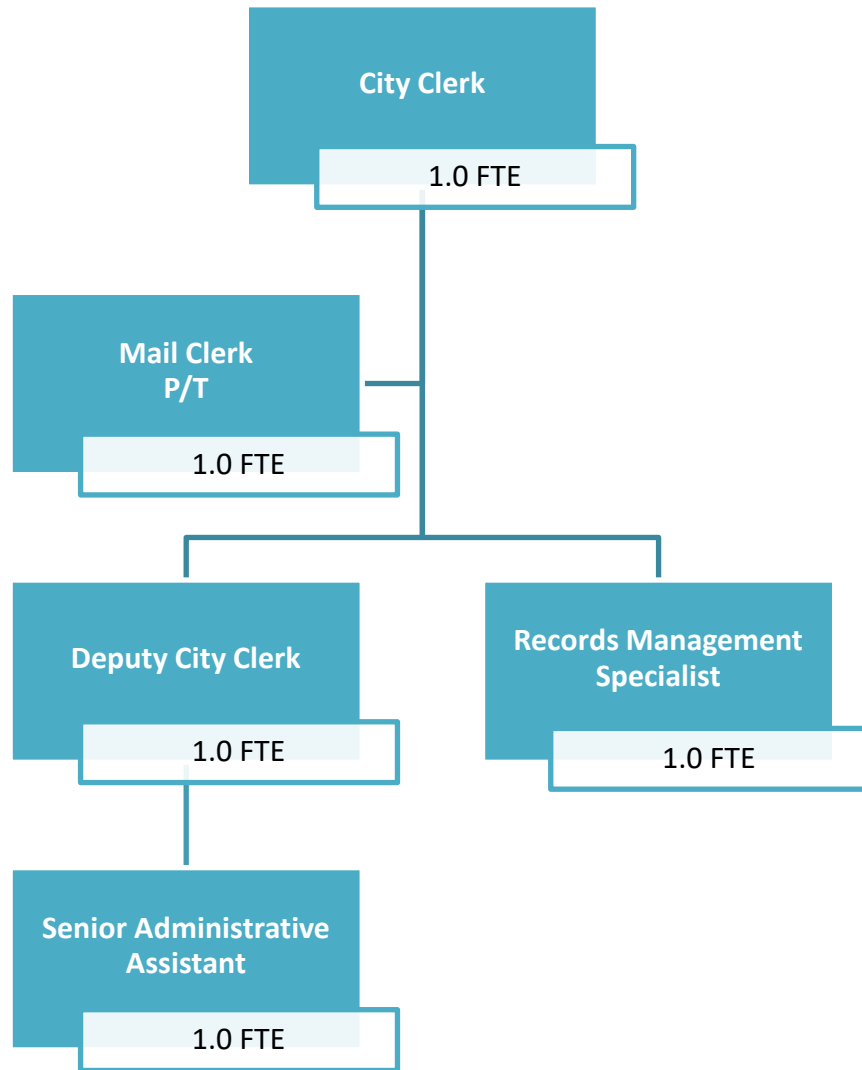 City Clerk
1.0 FTE
Mail Clerk
P/T
1.0 FTE
Deputy City Clerk
1.0 FTE
Records Management
Specialist
1.0 FTE
Senior Administrative
Assistant
1.0 FTE